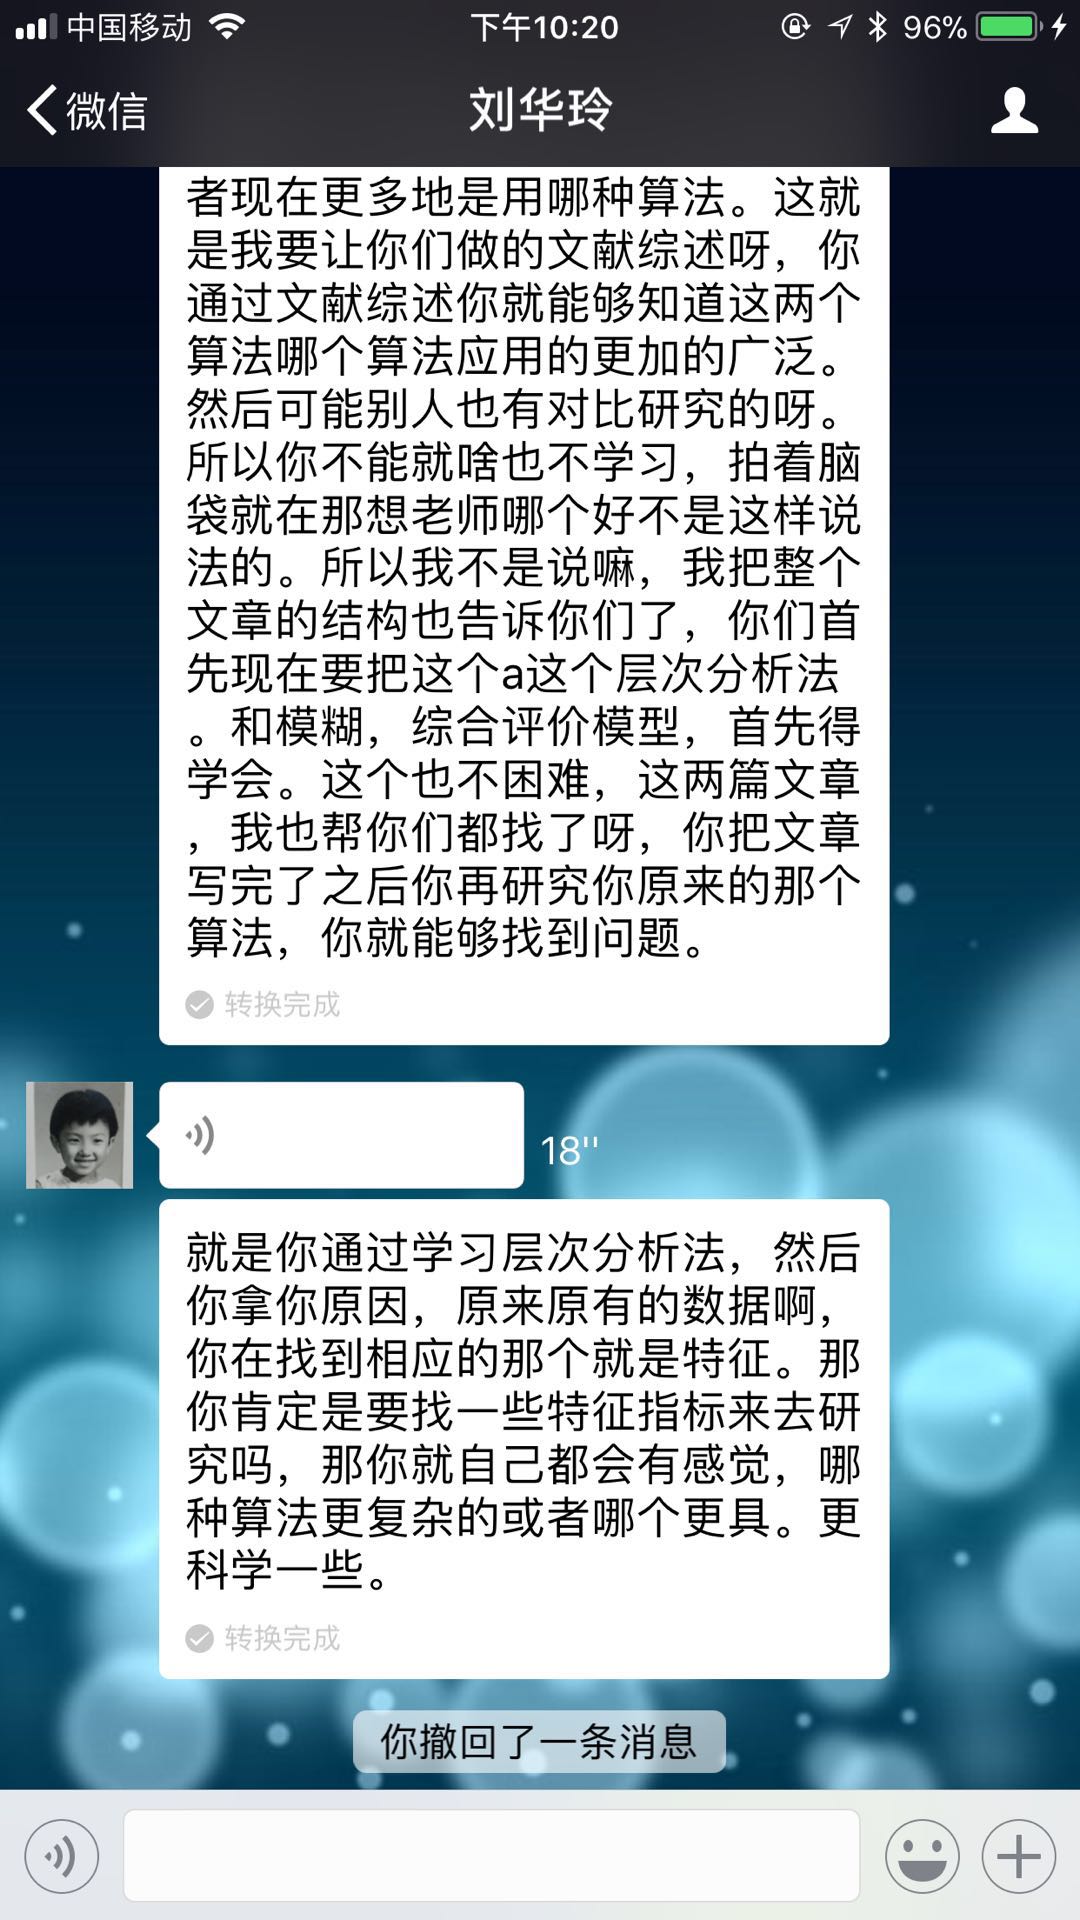 中国移动 下午10:20 96%
微信 刘华玲
者现在更多地是用哪种算法。这就
是我要让你们做的文献综述呀，你
通过文献综述你就能够知道这两个
算法哪个算法应用的更加的广泛。
然后可能别人也有对比研究的呀。
所以你不能就啥也不学习，拍着脑
袋就在那想老师哪个好不是这样说
法的。所以我不是说嘛，我把整个
文章的结构也告诉你们了，你们首
先现在要把这个a这个层次分析法
。和模糊，综合评价模型，首先得
学会。这个也不困难，这两篇文章
，我也帮你们都找了呀，你把文章
写完了之后你再研究你原来的那个
算法，你就能够找到问题。
转换完成
18''
就是你通过学习层次分析法，然后
你拿你原因，原来原有的数据啊，
你在找到相应的那个就是特征。那
你肯定是要找一些特征指标来去研
究吗，那你就自己都会有感觉，哪
种算法更复杂的或者哪个更具。更
科学一些。
转换完成
你撤回了一条消息